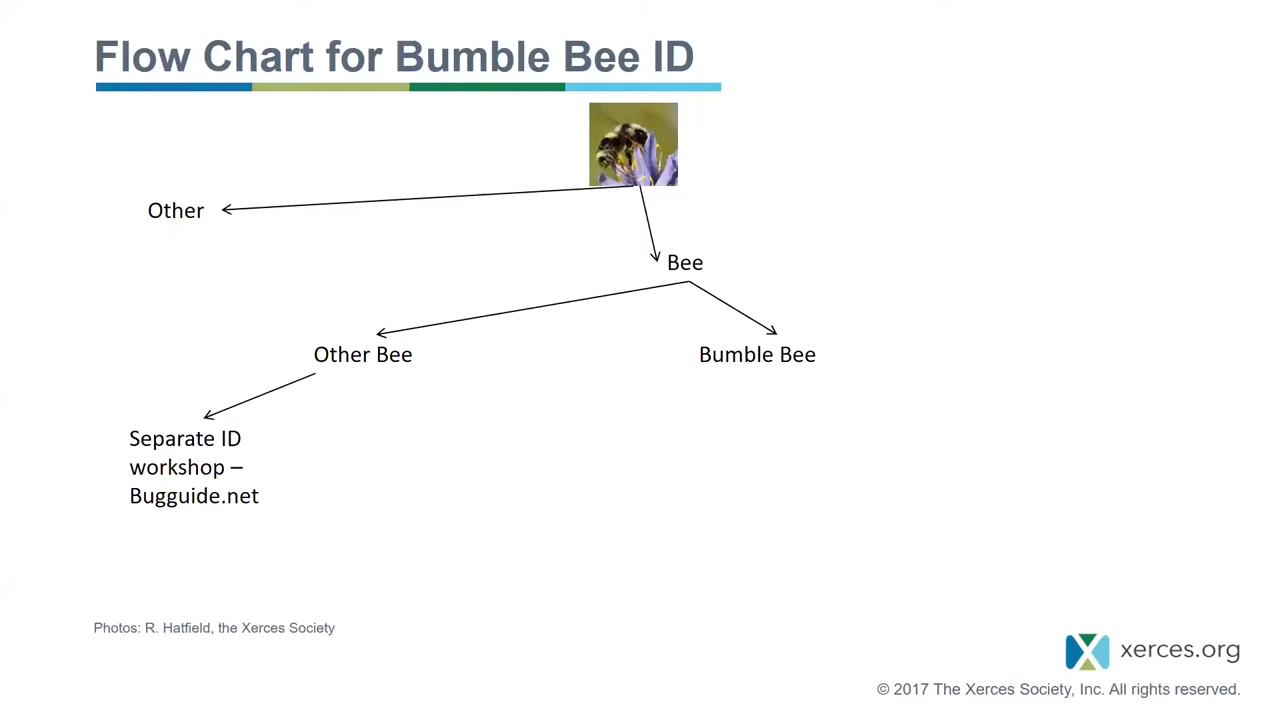 Flow Chart for Bumble Bee ID
Other
Bee
Other Bee
Bumble Bee
Separate ID
workshop –
Bugguide.net
Photos: R. Hatfield, the Xerces Society
xerces.org
© 2017 The Xerces Society, Inc. All rights reserved.